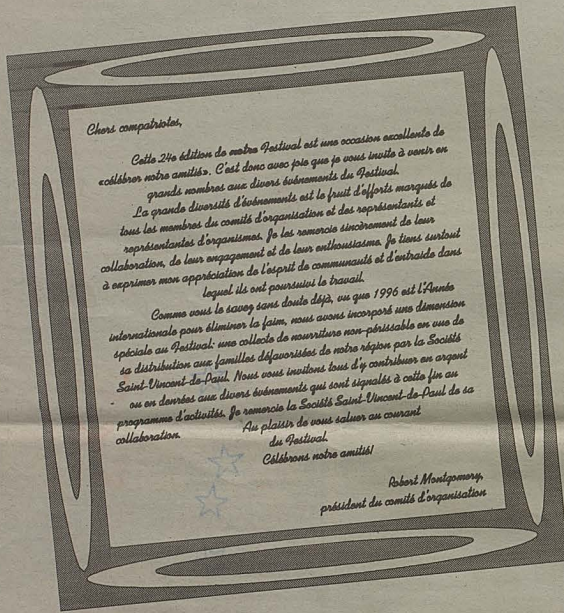 Chers compatriotes,
Cette 24e édition de notre Festival est une occasion excellente de
«célébrer notre amitié». C'est donc avec joie que je vous invite à venir en
grands nombres aux divers événements du Festival.
La grande diversité d'événements est le fruit d'efforts marqués de
tous les membres du comité d'organisation et des représentants et
représentantes d'organismes. Je les remercie sincèrement de leur
collaboration, de leur engagement et de leur enthousiasme. Je tiens surtout
à exprimer mon appréciation de l'esprit de communauté et d'entraide dans
lequel ils ont poursuivi le travail.
Comme vous le savez sans doute déjà, vu que 1996 est l'Année
internationale pour éliminer la faim, nous avons incorporé une démension
spéciale au Festival: une collecte de nourriture non-périssable en vue de
sa distribution aux familles défavorisées de notre région par la Société
Saint-Vincent-de-Paul. Nous vous invitons tous d'y contribuer en argent
ou en denrées aux divers événements qui sont signalés à cette fin au
programme d'activités. Je remercie la Société Saint-Vincent-de-Paul de sa
collaboration.
Au plaisir de vous saluer au courant
du Festival.
Célébrons notre amitié!
Robert Montgomery,
président du comité d'organisation